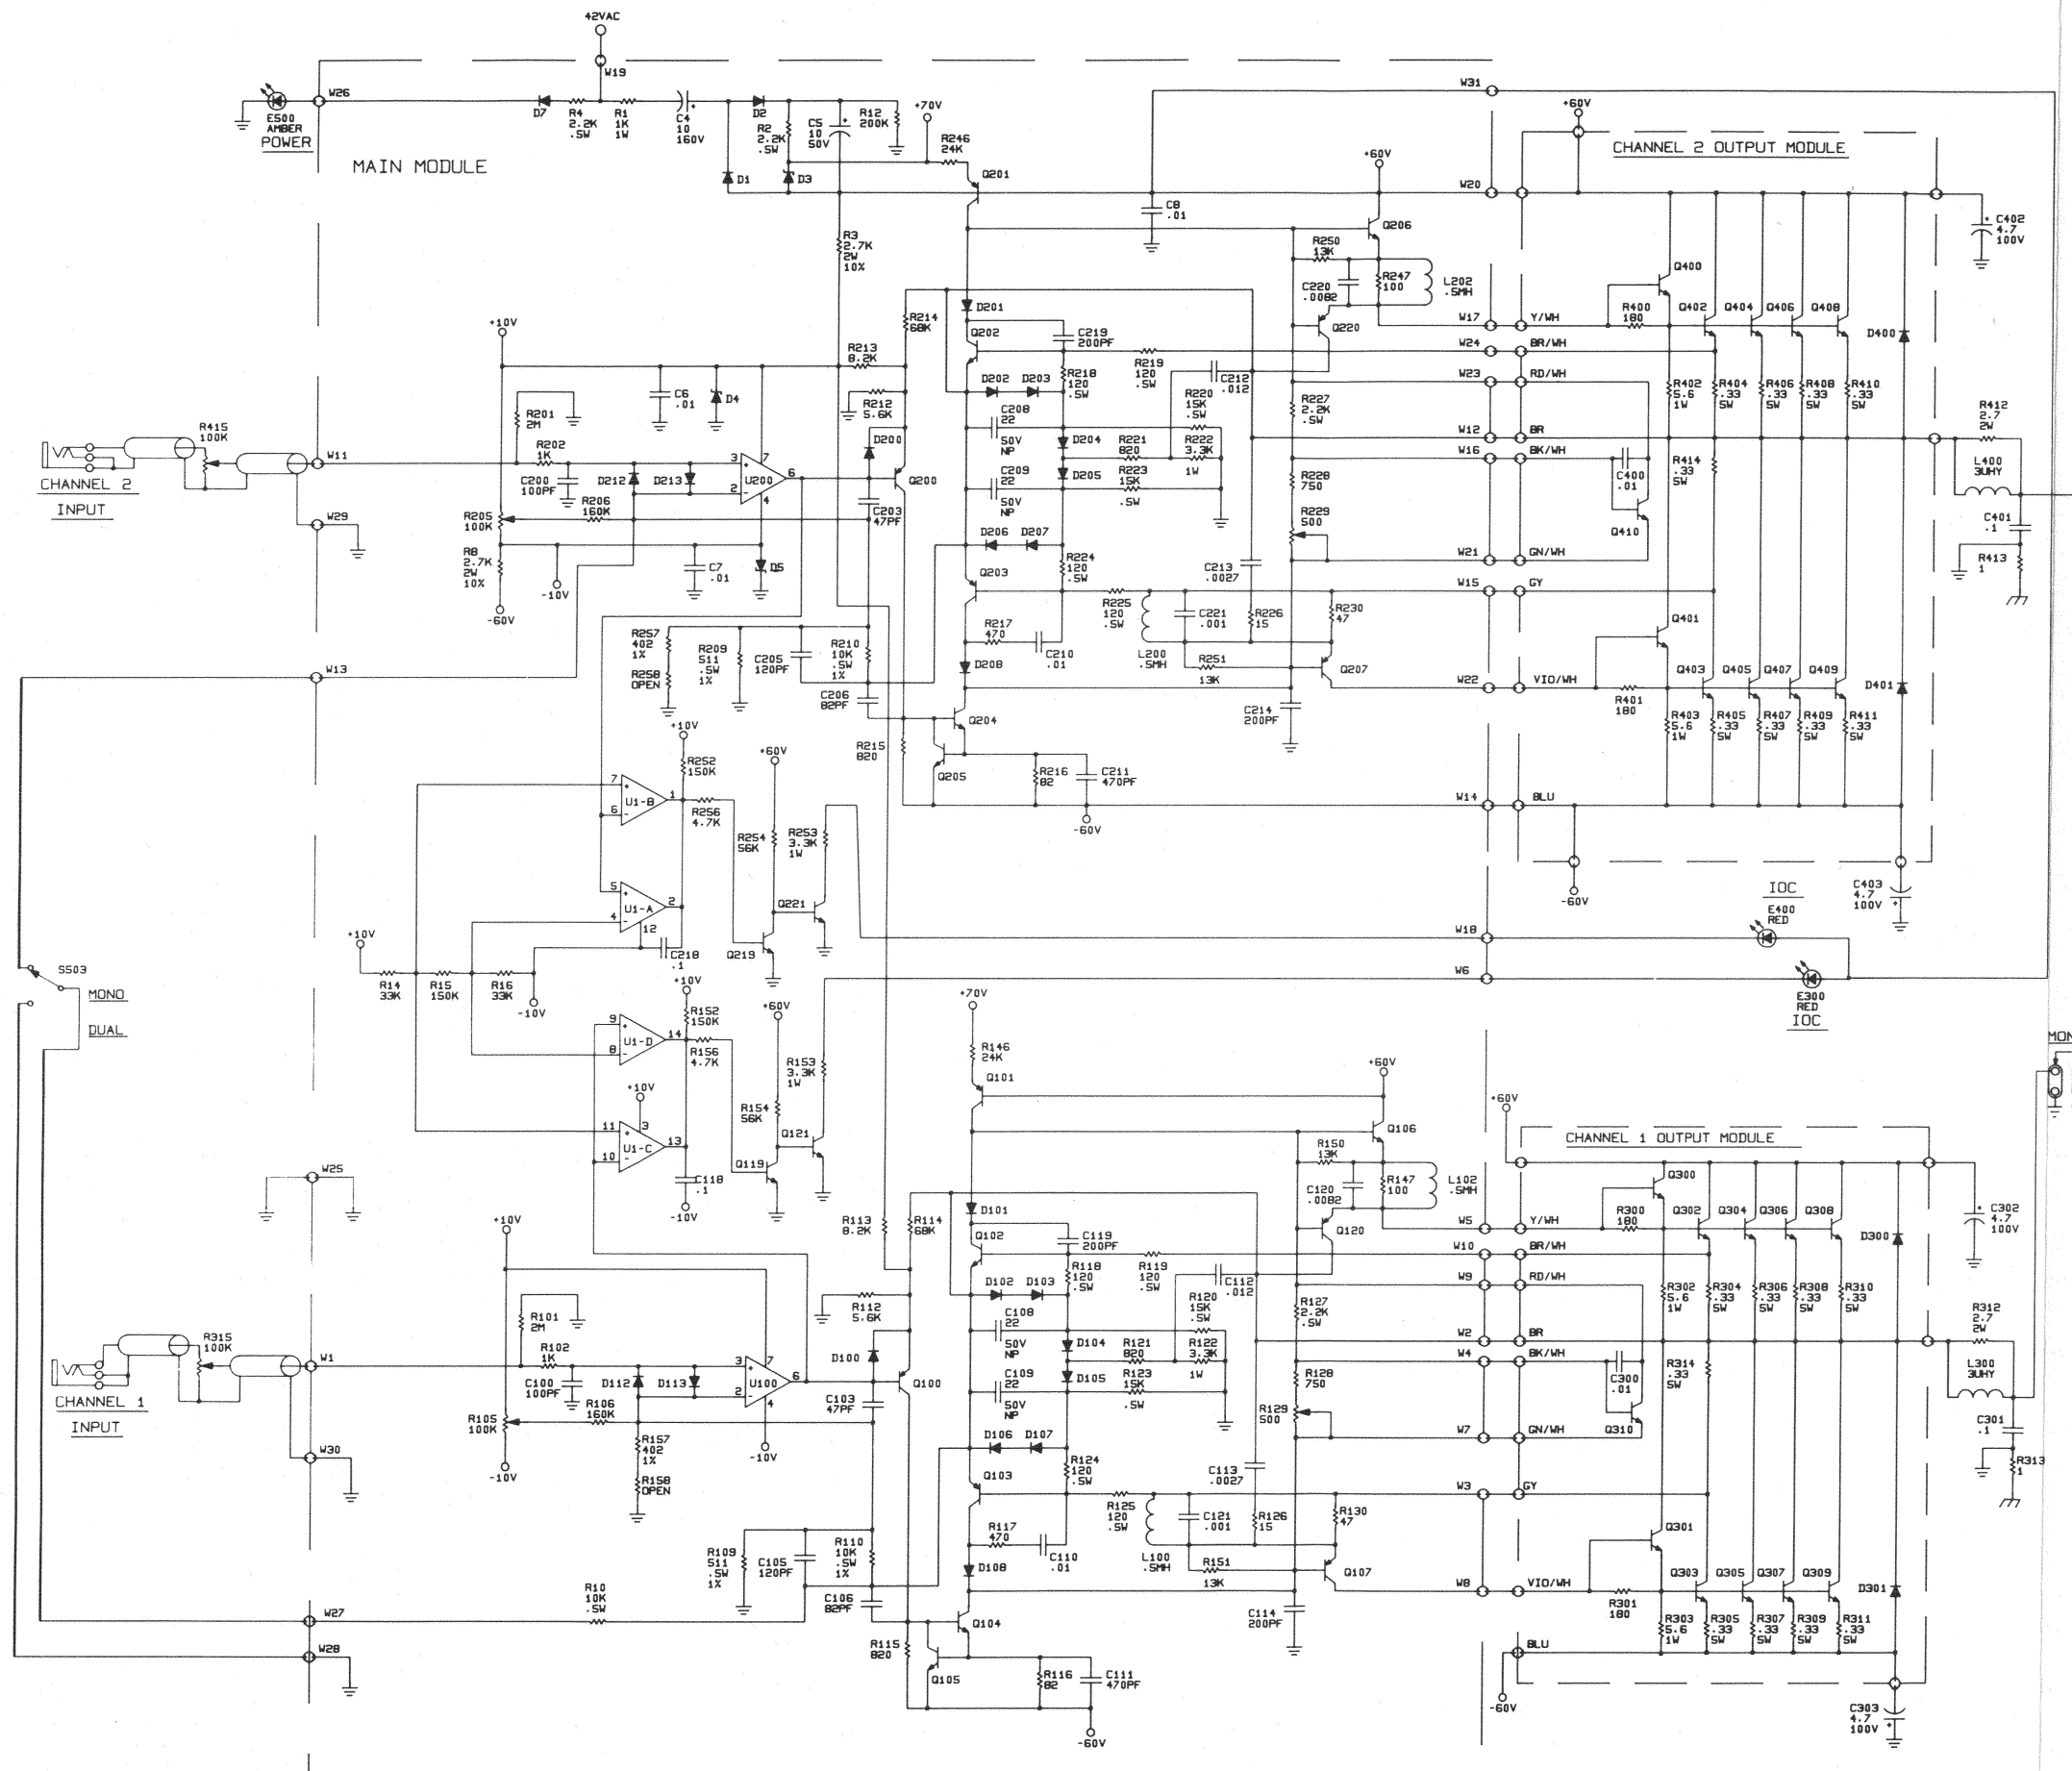 42VAC
W19
W26
E500
AMBER
POWER
D7
R4
2.2K
.5W
R1
1K
1W
C4
10
160V
D2
R2
2.2K
.5W
C5
10
50V
R12
200K
+70V
R246
24K
D1
D3
Q201
MAIN MODULE
W31
+60V
CHANNEL 2 OUTPUT MODULE
+60V
W20
C8
.01
Q206
C402
4.7
100V
R3
2.7K
2W
10%
R250
13K
C220
.0082
R247
100
L202
.5MH
Q400
D201
R214
68K
Q202
C219
200PF
Q220
W17
Y/WH
R400
180
Q402
Q404
Q406
Q408
D400
+10V
R213
8.2K
W24
BR/WH
R218
120
.5W
R219
120
.5W
C212
.012
W23
RD/WH
C6
.01
D4
R212
5.6K
D202
D203
R220
15K
.5W
R227
2.2K
.5W
R402
5.6
1W
R404
.33
5W
R406
.33
5W
R408
.33
5W
R410
.33
5W
R412
2.7
2W
R415
100K
R201
2M
R202
1K
C208
22
50V
NP
D200
D204
R221
820
R222
3.3K
1W
W12
BR
W16
BK/WH
W11
CHANNEL 2
INPUT
C200
100PF
D212
D213
3
2
7
6
4
U200
Q200
C209
22
50V
NP
D205
R223
15K
.5W
R228
750
C400
.01
R414
.33
5W
L400
3UHY
R206
160K
R205
100K
C203
47PF
R229
500
Q410
C401
.1
W29
R8
2.7K
2W
10%
-10V
C7
.01
D5
D206
D207
R224
120
.5W
C213
.0027
W21
GN/WH
R413
1
-60V
Q203
W15
GY
R225
120
.5W
C221
.001
R226
15
R230
47
Q401
R257
402
1%
R258
OPEN
R209
511
.5W
1%
C205
120PF
R210
10K
.5W
1%
R217
470
C210
.01
L200
.5MH
R251
13K
Q207
W13
D208
C206
82PF
W22
VIO/WH
R401
180
Q403
Q405
Q407
Q409
D401
+10V
Q204
C214
200PF
R403
5.6
1W
R405
.33
5W
R407
.33
5W
R409
.33
5W
R411
.33
5W
R252
150K
+60V
R215
820
Q205
R216
82
C211
470PF
7
6
1
U1-B
R256
4.7K
W14
BLU
-60V
R254
56K
R253
3.3K
1W
5
4
2
12
U1-A
Q221
Q219
C218
.1
-60V
IOC
E400
RED
C403
4.7
100V
+10V
W18
S503
MONO
DUAL
R14
33K
R15
150K
R16
33K
-10V
+10V
W6
E300
RED
IOC
9
8
14
U1-D
R152
150K
R156
4.7K
+60V
R153
3.3K
1W
+70V
R146
24K
Q101
+60V
+10V
3
11
10
13
U1-C
R154
56K
Q121
Q119
C118
.1
-10V
Q106
+60V
CHANNEL 1 OUTPUT MODULE
R150
13K
W25
C120
.0082
R147
100
L102
.5MH
Q300
C302
4.7
100V
+10V
R113
8.2K
R114
68K
D101
Q102
C119
200PF
Q120
W5
Y/WH
R300
180
Q302
Q304
Q306
Q308
D300
W10
BR/WH
R118
120
.5W
R119
120
.5W
C112
.012
W9
RD/WH
R101
2M
R112
5.6K
D102
D103
R120
15K
.5W
R127
2.2K
.5W
R302
5.6
1W
R304
.33
5W
R306
.33
5W
R308
.33
5W
R310
.33
5W
R312
2.7
2W
R315
100K
C108
22
50V
NP
D104
R121
820
R122
3.3K
1W
W2
BR
W1
R102
1K
C100
100PF
D112
D113
3
2
7
6
4
U100
D100
Q100
W4
BK/WH
CHANNEL 1
INPUT
C109
22
50V
NP
D105
R123
15K
.5W
R128
750
C300
.01
R314
.33
5W
L300
3UHY
R106
160K
R105
100K
C103
47PF
R129
500
Q310
C301
.1
W30
R157
402
1%
R158
OPEN
-10V
-10V
D106
D107
R124
120
.5W
C113
.0027
W7
GN/WH
R313
1
Q103
W3
GY
R125
120
.5W
C121
.001
R126
15
R130
47
Q301
R109
511
.5W
1%
C105
120PF
R110
10K
.5W
1%
R117
470
C110
.01
L100
.5MH
R151
13K
Q107
D108
C106
82PF
W8
VIO/WH
R301
180
Q303
Q305
Q307
Q309
D301
W27
R10
10K
.5W
Q104
C114
200PF
R303
5.6
1W
R305
.33
5W
R307
.33
5W
R309
.33
5W
R311
.33
5W
W28
R115
820
Q105
R116
82
C111
470PF
BLU
-60V
-60V
C303
4.7
100V